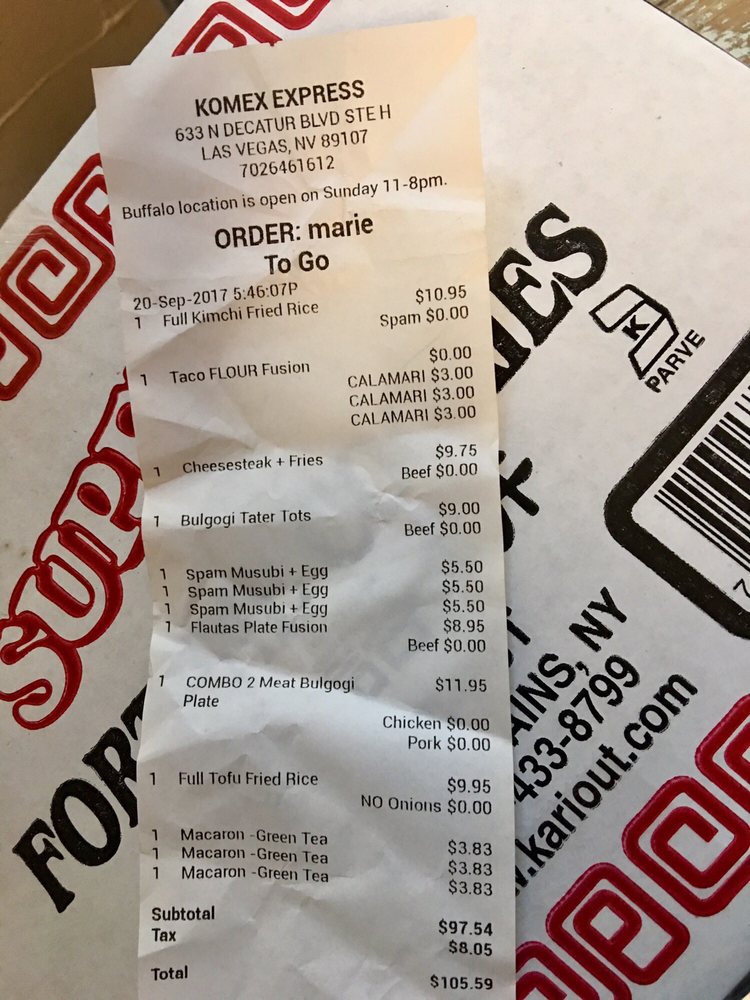 KOMEX EXPRESS
633 N DECATUR BLVD STE H
LAS VEGAS, NV 89107
7026461612
Buffalo location is open on Sunday 11-8pm.
ORDER: marie
To Go
20-Sep-2017 5:46:07P
1 Full Kimchi Fried Rice $10.95
Spam $0.00
1 Taco FLOUR Fusion $0.00
CALAMARI $3.00
CALAMARI $3.00
CALAMARI $3.00
1 Cheesesteak + Fries $9.75
Beef $0.00
1 Bulgogi Tater Tots $9.00
Beef $0.00
1 Spam Musubi + Egg $5.50
1 Spam Musubi + Egg $5.50
1 Spam Musubi + Egg $5.50
1 Flautas Plate Fusion $8.95
Beef $0.00
1 COMBO 2 Meat Bulgogi $11.95
Plate
Chicken $0.00
Pork $0.00
1 Full Tofu Fried Rice $9.95
NO Onions $0.00
1 Macaron -Green Tea $3.83
1 Macaron -Green Tea $3.83
1 Macaron -Green Tea $3.83
Subtotal $97.54
Tax $8.05
Total $105.59
SUP
FORT
MES
OF
K
PARVE
AINS, NY
433-8799
.kariout.com
7